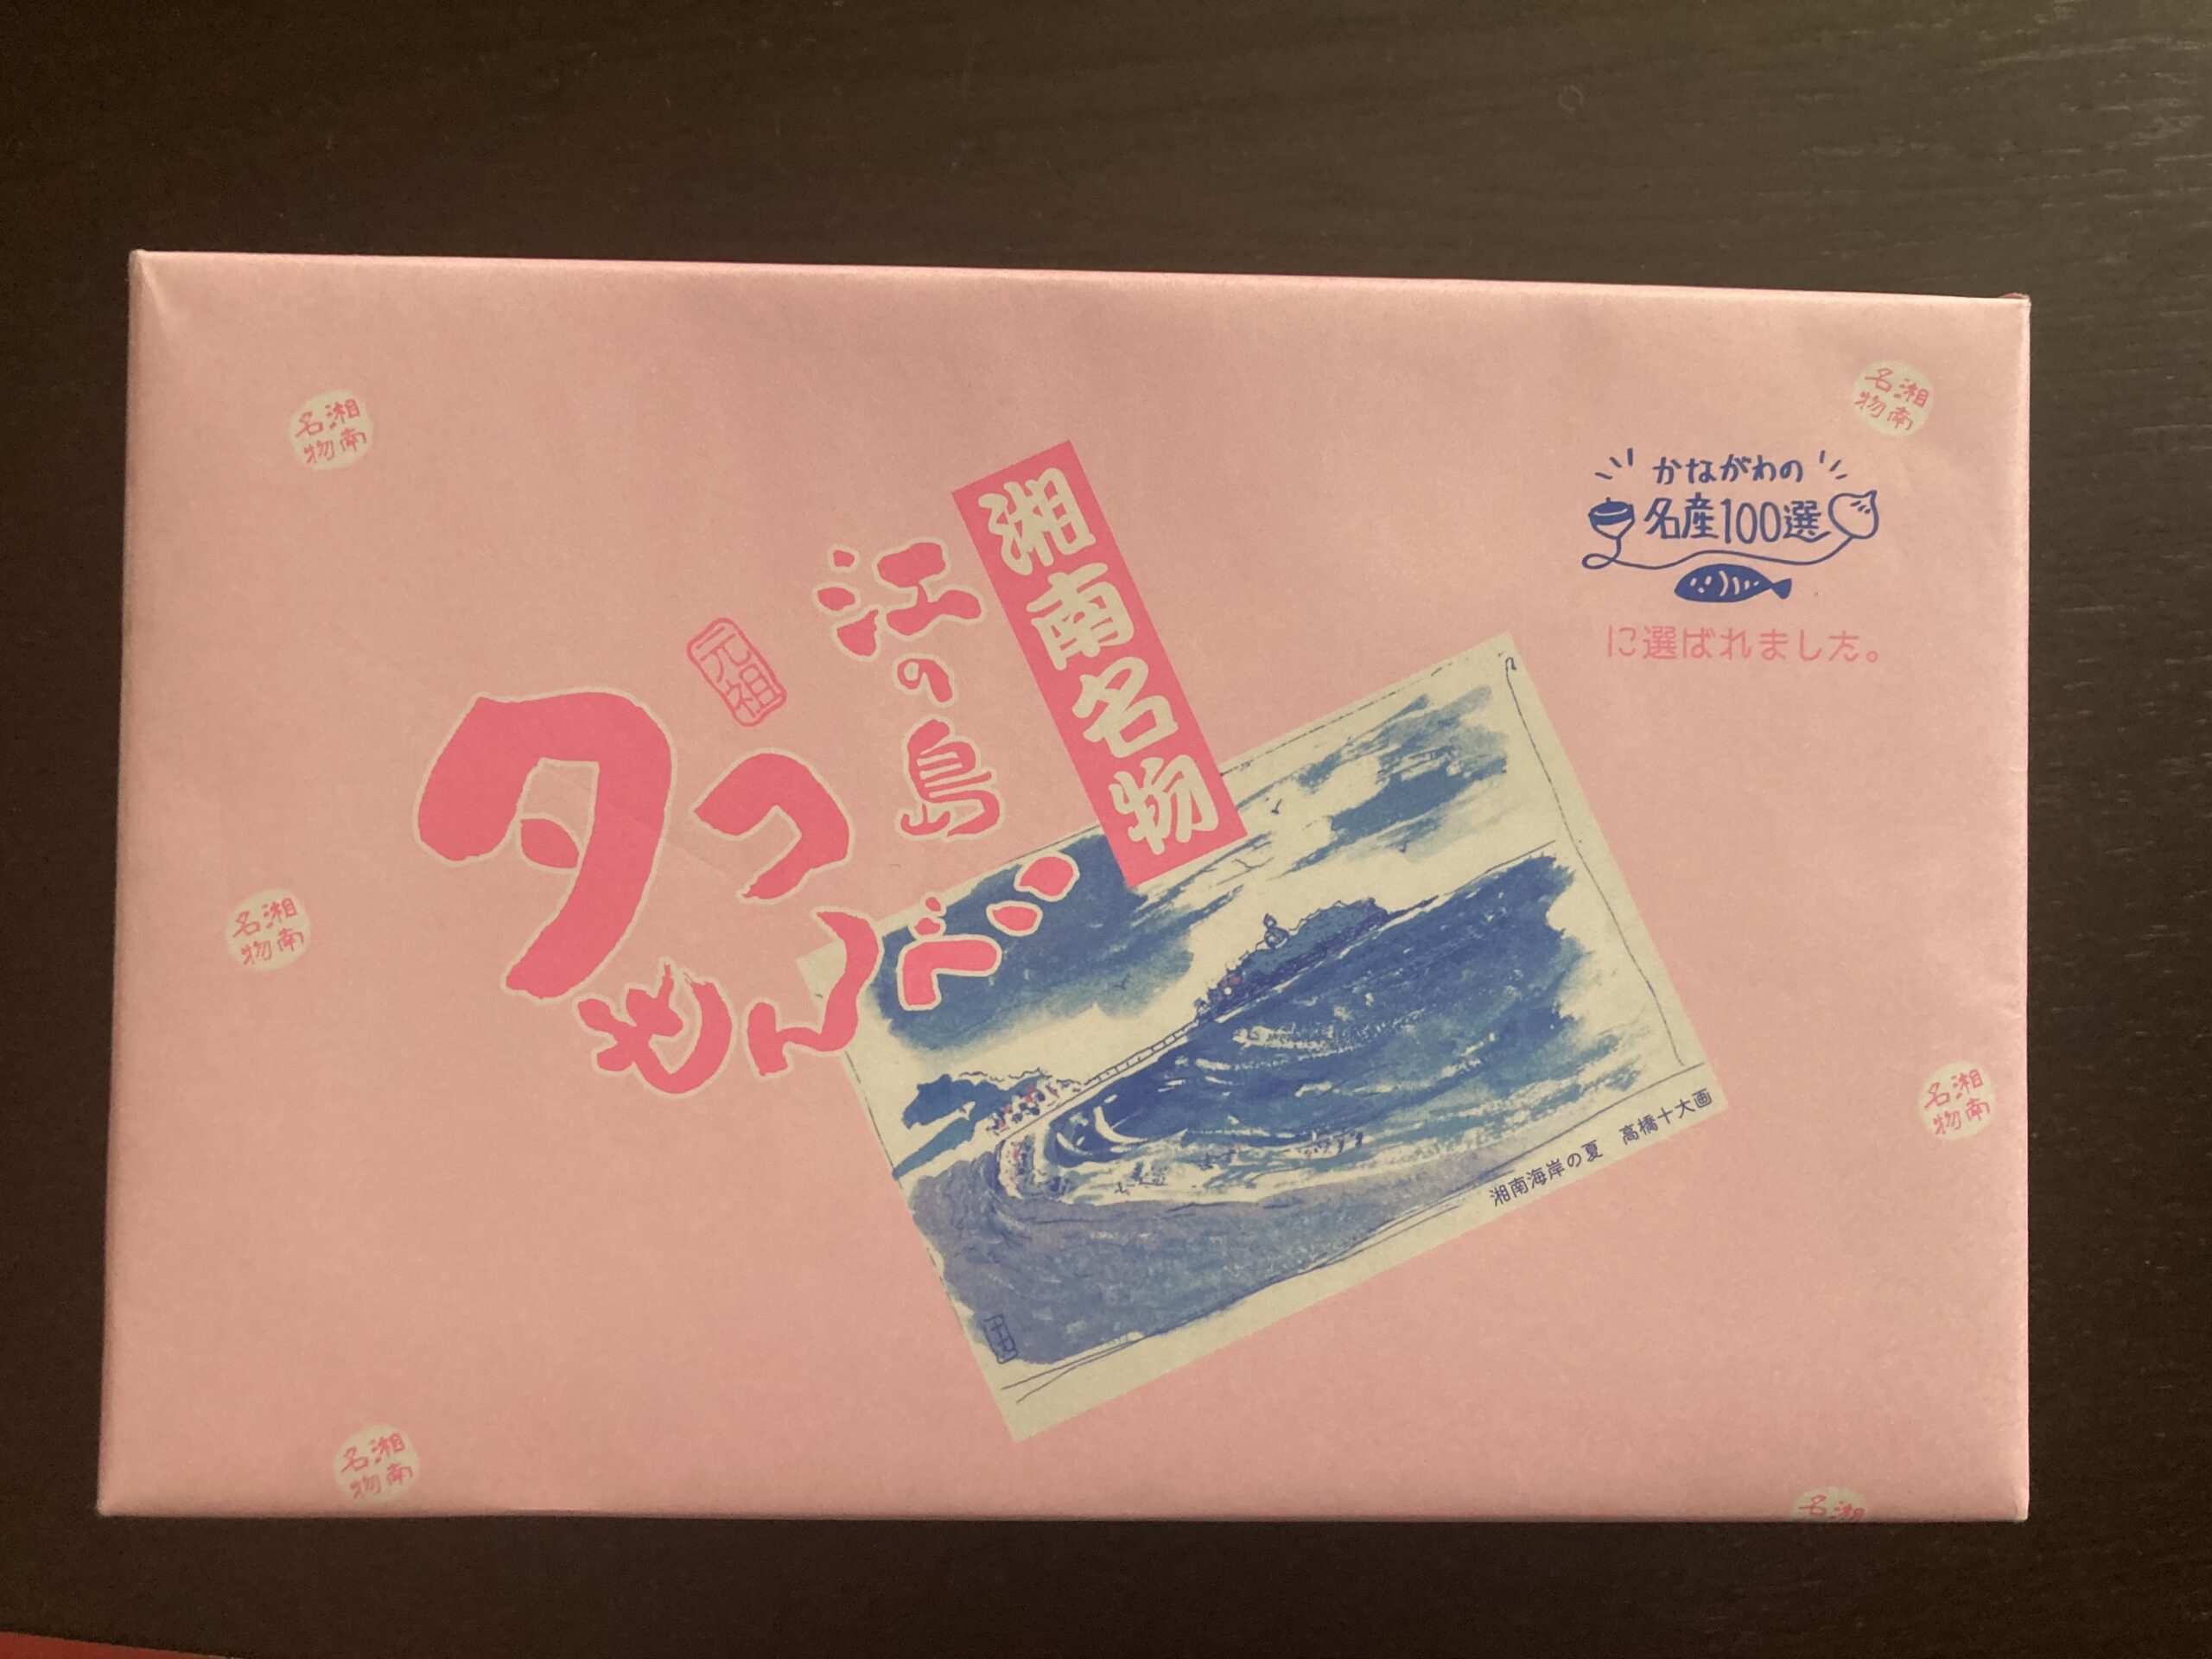 かながわの
名産100選
に選ばれました。
湘南名物
江の島
元祖
タコ
もんべい
湘南海岸の夏　高橋十大画
湘南名物
湘南名物
湘南名物
湘南名物
湘南名物